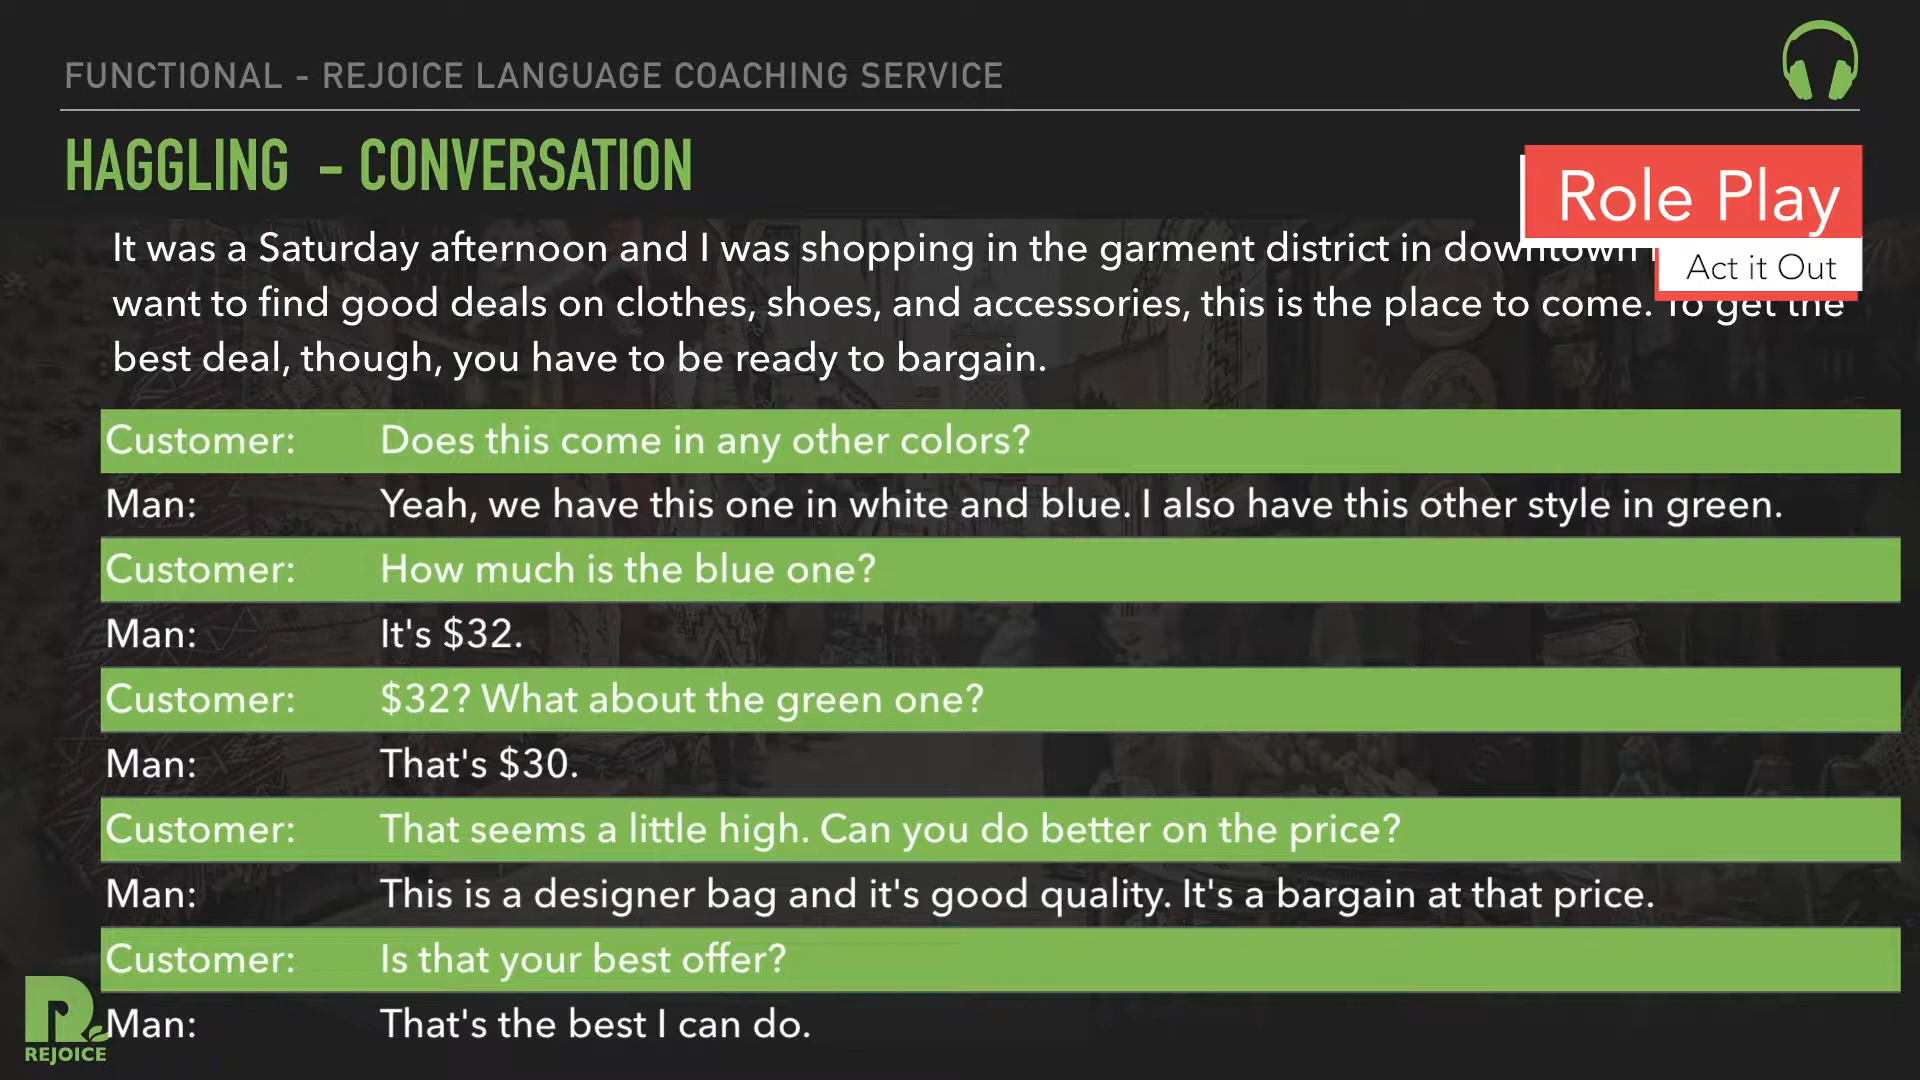 FUNCTIONAL - REJOICE LANGUAGE COACHING SERVICE
HAGGLING - CONVERSATION
Role Play
Act it Out
It was a Saturday afternoon and I was shopping in the garment district in downtown
want to find good deals on clothes, shoes, and accessories, this is the place to come. To get the
best deal, though, you have to be ready to bargain.
Customer: Does this come in any other colors?
Man: Yeah, we have this one in white and blue. I also have this other style in green.
Customer: How much is the blue one?
Man: It's $32.
Customer: $32? What about the green one?
Man: That's $30.
Customer: That seems a little high. Can you do better on the price?
Man: This is a designer bag and it's good quality. It's a bargain at that price.
Customer: Is that your best offer?
Man: That's the best I can do.
REJOICE